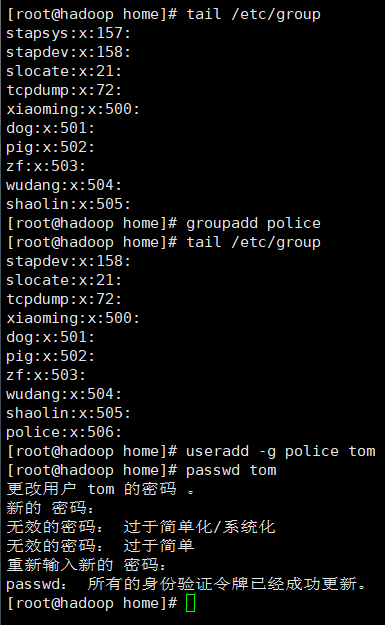 [root@hadoop home]# tail /etc/group
stapsys:x:157:
stapdev:x:158:
slocate:x:21:
tcpdump:x:72:
xiaoming:x:500:
dog:x:501:
pig:x:502:
zf:x:503:
wudang:x:504:
shaolin:x:505:
[root@hadoop home]# groupadd police
[root@hadoop home]# tail /etc/group
stapdev:x:158:
slocate:x:21:
tcpdump:x:72:
xiaoming:x:500:
dog:x:501:
pig:x:502:
zf:x:503:
wudang:x:504:
shaolin:x:505:
police:x:506:
[root@hadoop home]# useradd -g police tom
[root@hadoop home]# passwd tom
更改用户 tom 的密码 。
新的 密码：
无效的密码： 过于简单化/系统化
无效的密码： 过于简单
重新输入新的 密码：
passwd： 所有的身份验证令牌已经成功更新。
[root@hadoop home]#